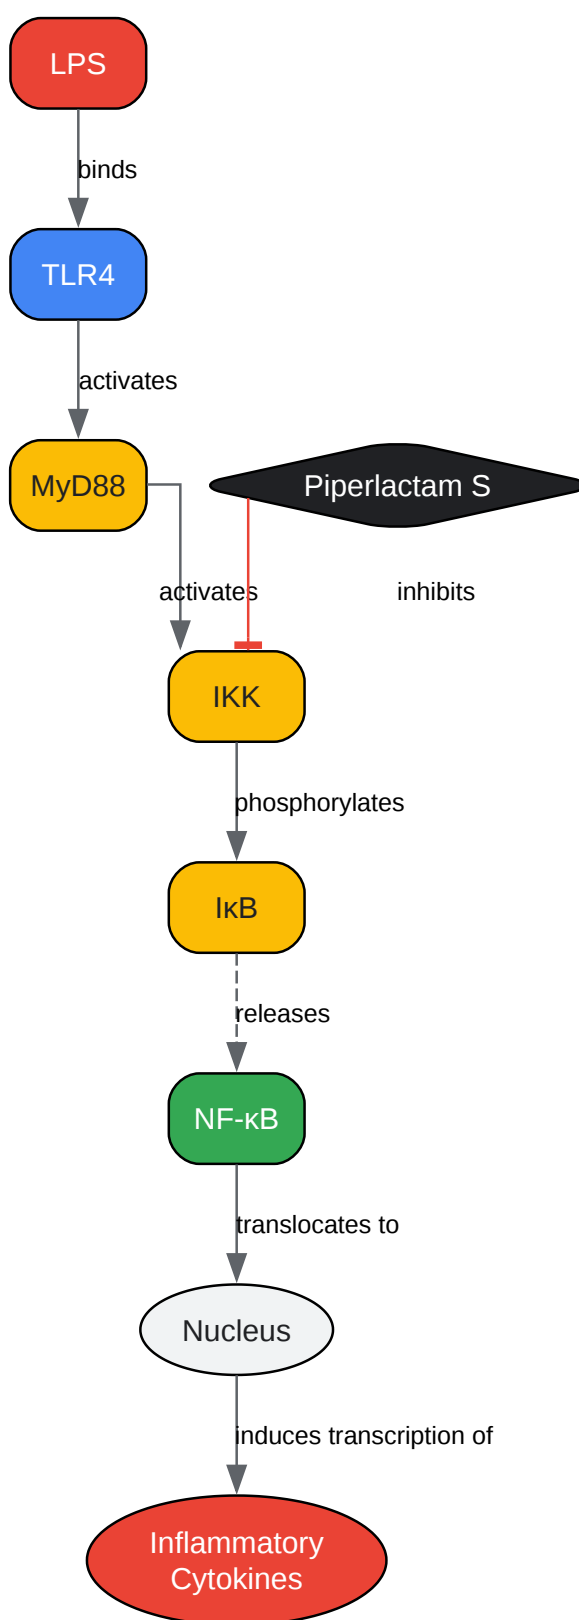 LPS
binds
TLR4
activates
MyD88
Piperlactam S
activates
inhibits
IKK
phosphorylates
IκB
releases
NF-κB
translocates to
Nucleus
induces transcription of
Inflammatory
Cytokines